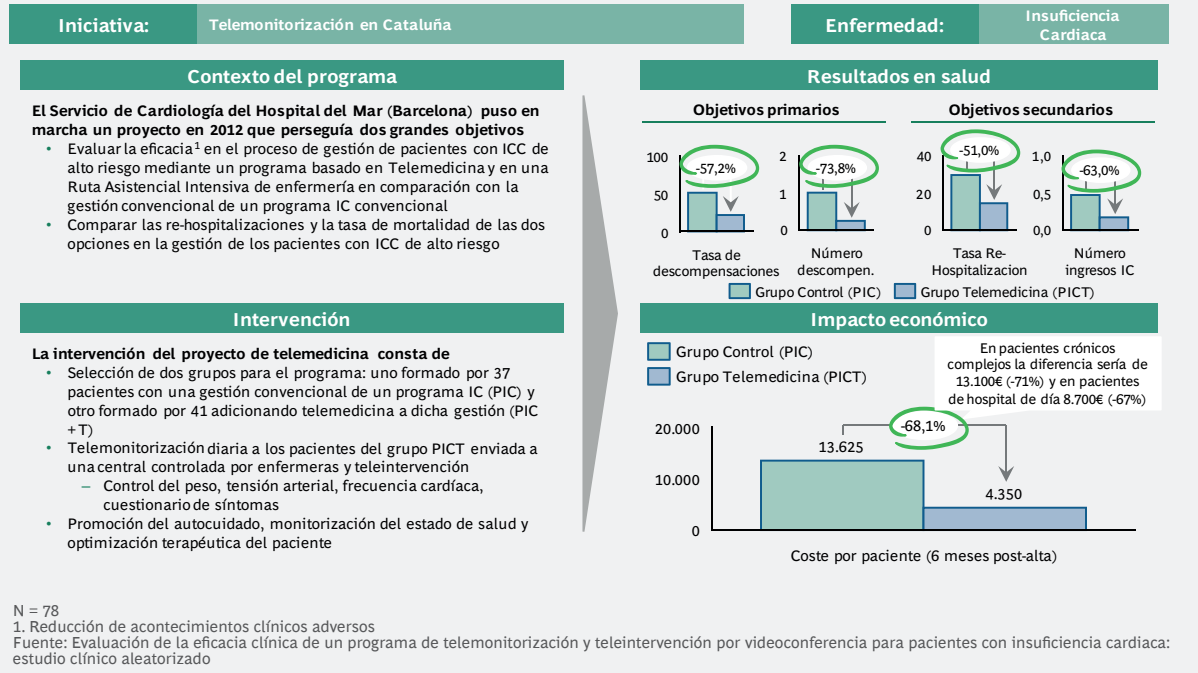 Iniciativa:
Telemonitorización en Cataluña
Enfermedad:
Insuficiencia
Cardiaca
Contexto del programa
El Servicio de Cardiología del Hospital del Mar (Barcelona) puso en
marcha un proyecto en 2012 que perseguía dos grandes objetivos
• Evaluar la eficacia¹ en el proceso de gestión de pacientes con ICC de
alto riesgo mediante un programa basado en Telemedicina y en una
Ruta Asistencial Intensiva de enfermería en comparación con la
gestión convencional de un programa IC convencional
• Comparar las re-hospitalizaciones y la tasa de mortalidad de las dos
opciones en la gestión de los pacientes con ICC de alto riesgo
Intervención
La intervención del proyecto de telemedicina consta de
• Selección de dos grupos para el programa: uno formado por 37
pacientes con una gestión convencional de un programa IC (PIC) y
otro formado por 41 adicionando telemedicina a dicha gestión (PIC
+ T)
• Telemonitorización diaria a los pacientes del grupo PICT enviada a
una central controlada por enfermeras y teleintervención
– Control del peso, tensión arterial, frecuencia cardíaca,
cuestionario de síntomas
• Promoción del autocuidado, monitorización del estado de salud y
optimización terapéutica del paciente
Resultados en salud
Objetivos primarios
100
50
0
-57,2%
Tasa de
descompensaciones
2
1
0
-73,8%
Número
descompen.
Objetivos secundarios
40
20
0
-51,0%
Tasa Re-
Hospitalizacion
1,0
0,5
0,0
-63,0%
Número
ingresos IC
Grupo Control (PIC)
Grupo Telemedicina (PICT)
Impacto económico
Grupo Control (PIC)
Grupo Telemedicina (PICT)
En pacientes crónicos
complejos la diferencia sería de
13.100€ (-71%) y en pacientes
de hospital de día 8.700€ (-67%)
20.000
10.000
0
13.625
-68,1%
4.350
Coste por paciente (6 meses post-alta)
N = 78
1. Reducción de acontecimientos clínicos adversos
Fuente: Evaluación de la eficacia clínica de un programa de telemonitorización y teleintervención por videoconferencia para pacientes con insuficiencia cardiaca:
estudio clínico aleatorizado